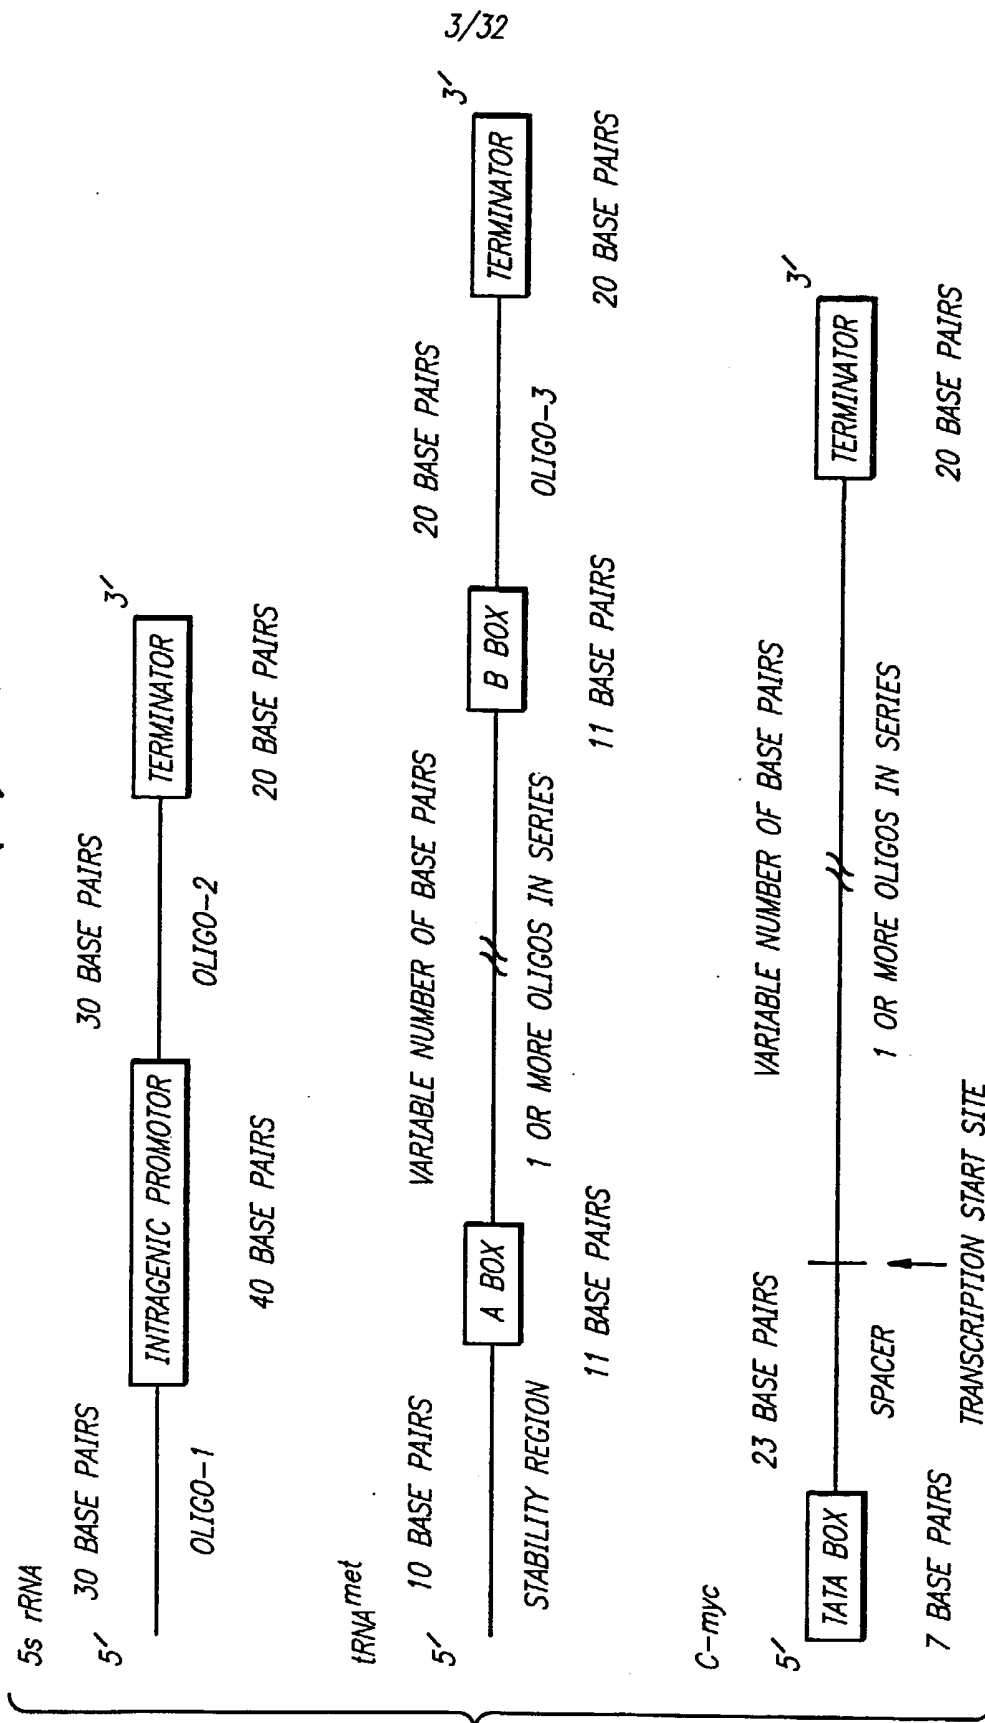 3/32
5s rRNA
5′
30 BASE PAIRS
30 BASE PAIRS
3′
INTRAGENIC PROMOTOR
TERMINATOR
OLIGO-1
OLIGO-2
40 BASE PAIRS
20 BASE PAIRS
tRNAmet
5′
10 BASE PAIRS
VARIABLE NUMBER OF BASE PAIRS
20 BASE PAIRS
3′
A BOX
B BOX
TERMINATOR
STABILITY REGION
1 OR MORE OLIGOS IN SERIES
OLIGO-3
11 BASE PAIRS
11 BASE PAIRS
20 BASE PAIRS
C-myc
5′
23 BASE PAIRS
VARIABLE NUMBER OF BASE PAIRS
3′
TATA BOX
TERMINATOR
SPACER
1 OR MORE OLIGOS IN SERIES
7 BASE PAIRS
20 BASE PAIRS
TRANSCRIPTION START SITE